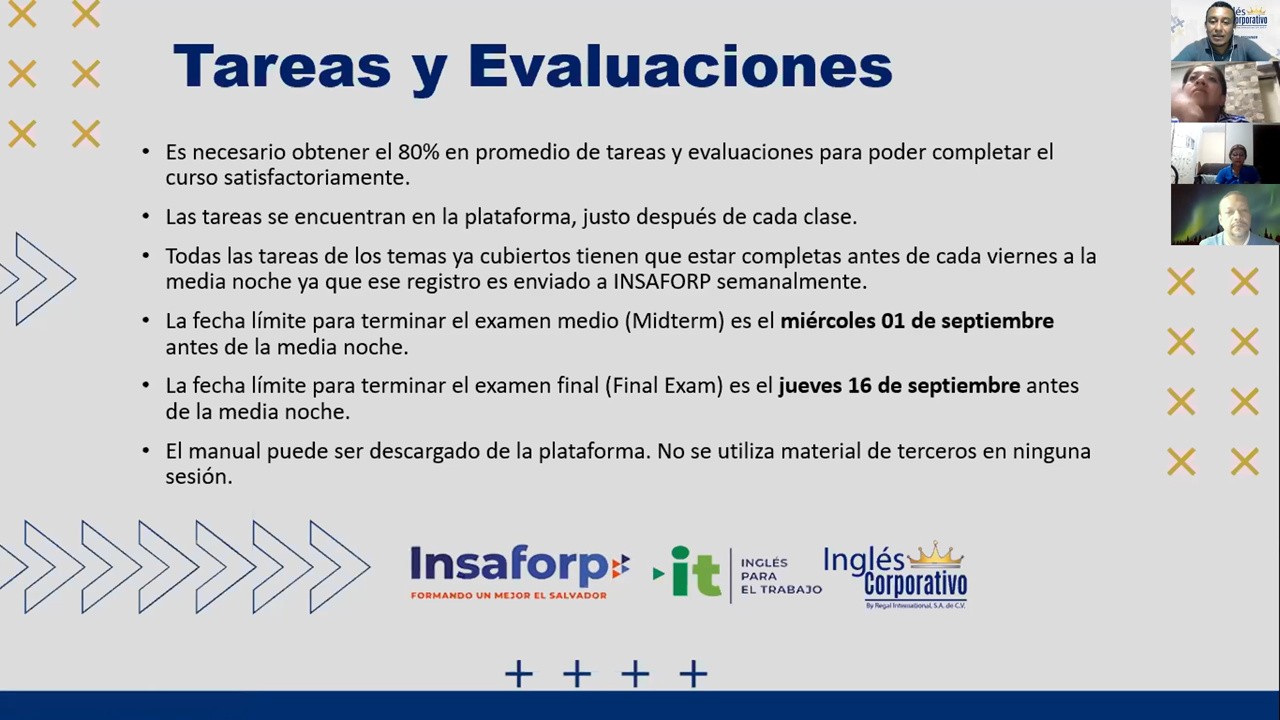 Tareas y Evaluaciones
• Es necesario obtener el 80% en promedio de tareas y evaluaciones para poder completar el
curso satisfactoriamente.
• Las tareas se encuentran en la plataforma, justo después de cada clase.
• Todas las tareas de los temas ya cubiertos tienen que estar completas antes de cada viernes a la
media noche ya que ese registro es enviado a INSAFORP semanalmente.
• La fecha límite para terminar el examen medio (Midterm) es el miércoles 01 de septiembre
antes de la media noche.
• La fecha límite para terminar el examen final (Final Exam) es el jueves 16 de septiembre antes
de la media noche.
• El manual puede ser descargado de la plataforma. No se utiliza material de terceros en ninguna
sesión.
Insaforp
FORMANDO UN MEJOR EL SALVADOR
it
INGLÉS
PARA
EL TRABAJO
Inglés
Corporativo
By Regal International, S.A. de C.V.